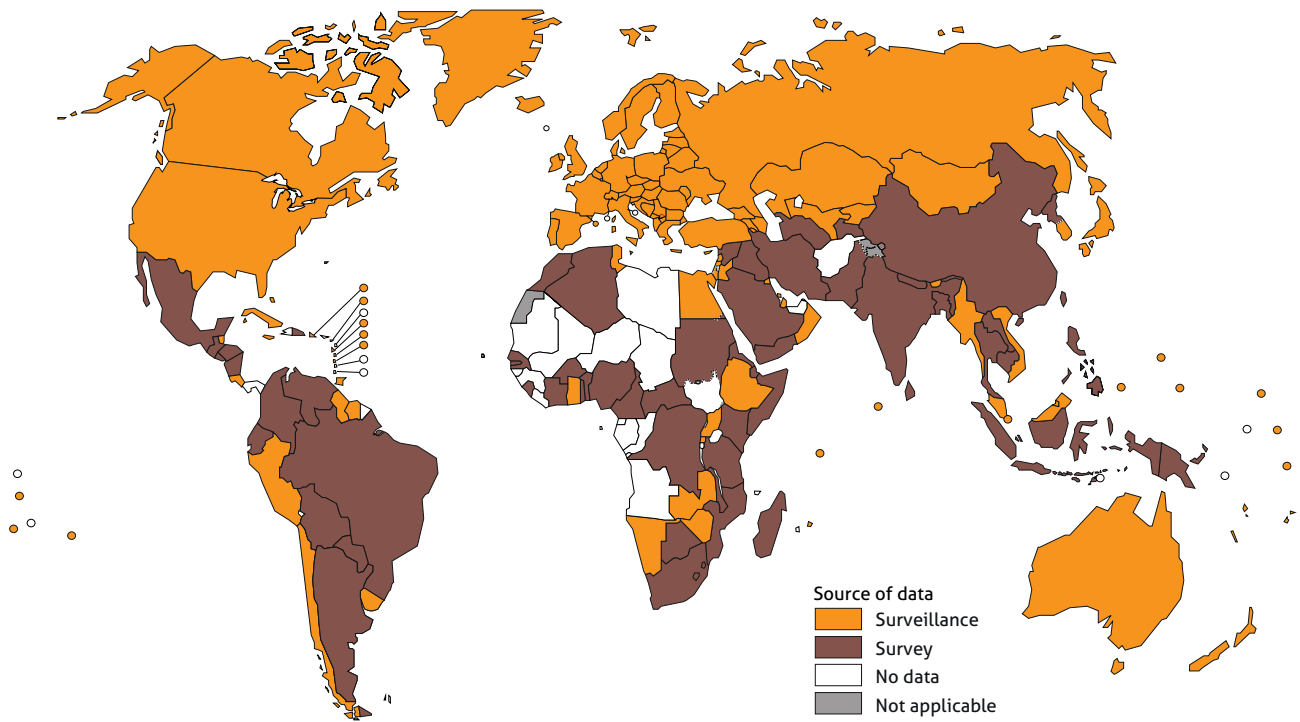 Source of data
Surveillance
Survey
No data
Not applicable